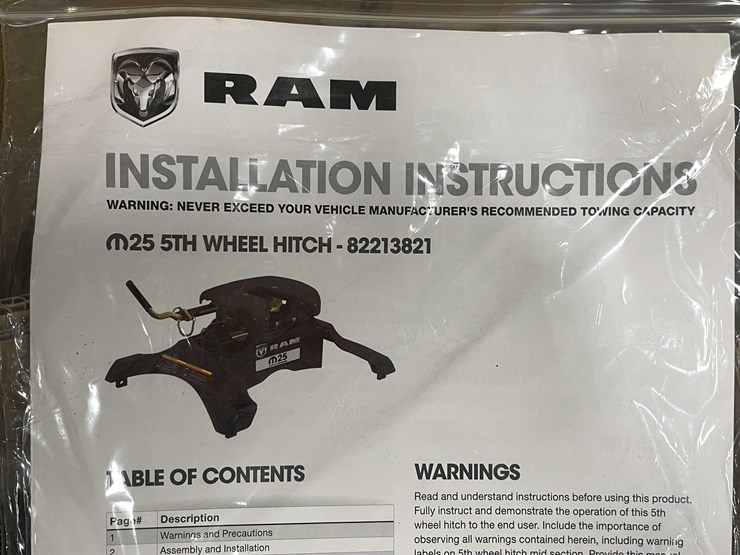 RAM
INSTALLATION INSTRUCTIONS
WARNING: NEVER EXCEED YOUR VEHICLE MANUFACTURER'S RECOMMENDED TOWING CAPACITY
m25 5TH WHEEL HITCH - 82213821
RAM
m25
TABLE OF CONTENTS
Page# Description
1 Warnings and Precautions
2 Assembly and Installation
WARNINGS
Read and understand instructions before using this product.
Fully instruct and demonstrate the operation of this 5th
wheel hitch to the end user. Include the importance of
observing all warnings contained herein, including warning
labels on 5th wheel hitch mid section. Provide this manual